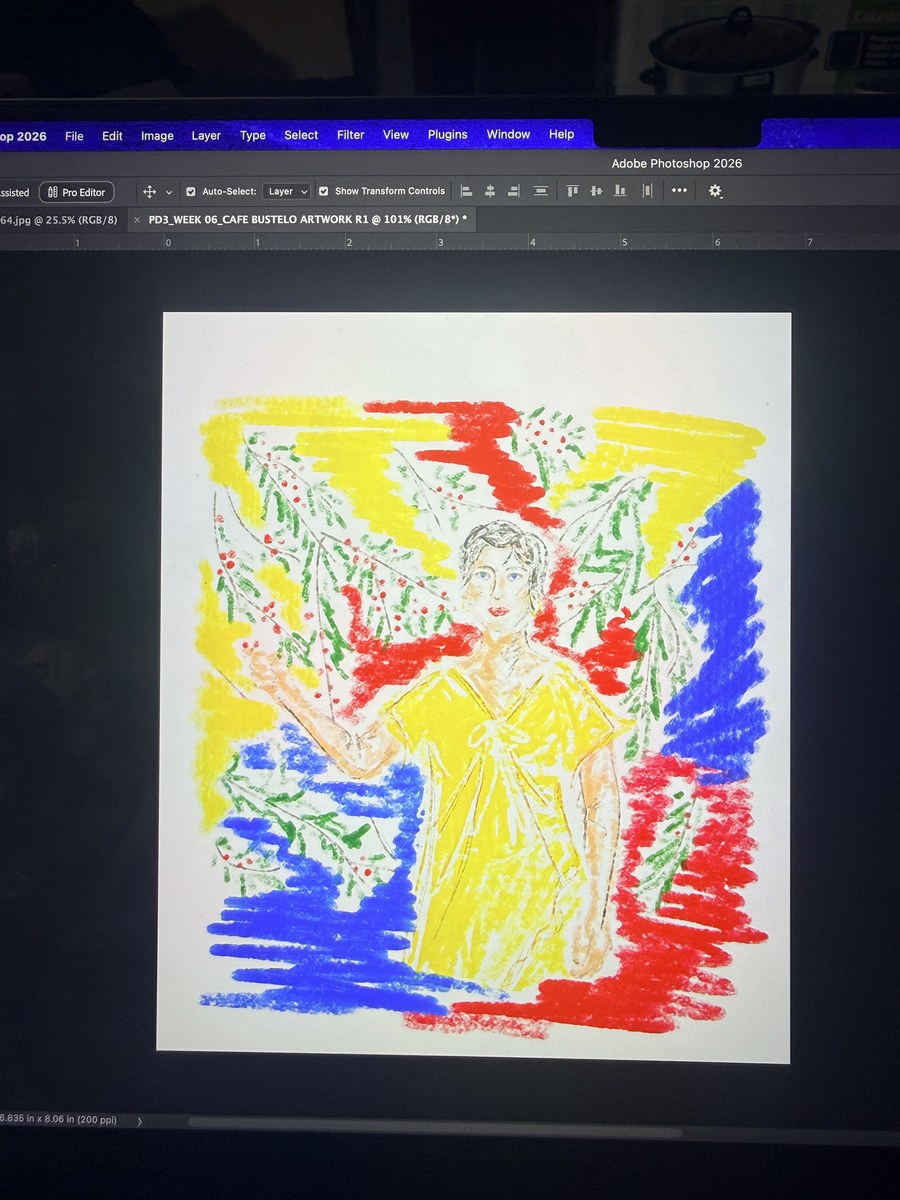 op 2026 File Edit Image Layer Type Select Filter View Plugins Window Help
Adobe Photoshop 2026
ssisted Pro Editor Auto-Select: Layer Show Transform Controls
64.jpg @ 25.5% (RGB/8) × PD3_WEEK 06_CAFE BUSTELO ARTWORK R1 @ 101% (RGB/8*) *
1 0 1 2 3 4 5 6 7
6.835 in x 8.06 in (200 ppi)